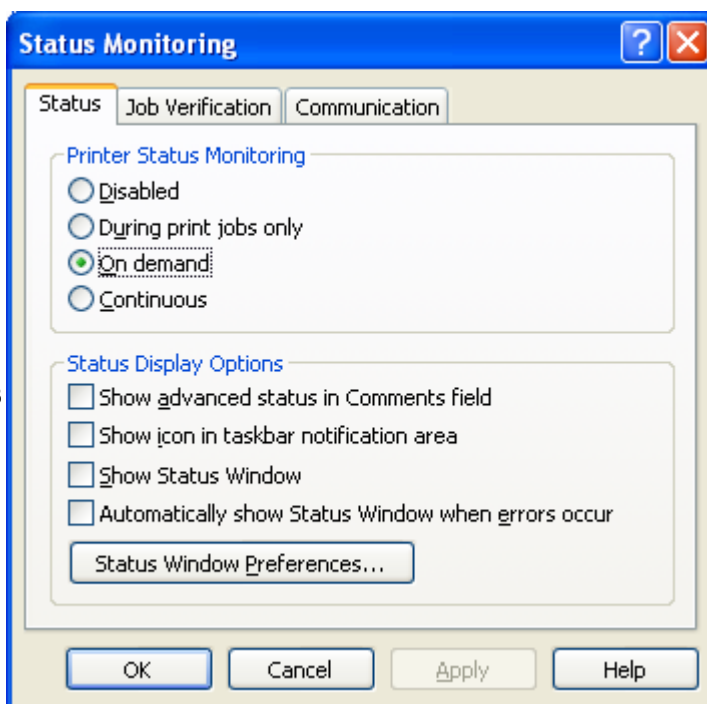 Status Monitoring
Status Job Verification Communication
Printer Status Monitoring
Disabled
During print jobs only
On demand
Continuous
Status Display Options
Show advanced status in Comments field
Show icon in taskbar notification area
Show Status Window
Automatically show Status Window when errors occur
Status Window Preferences...
OK Cancel Apply Help